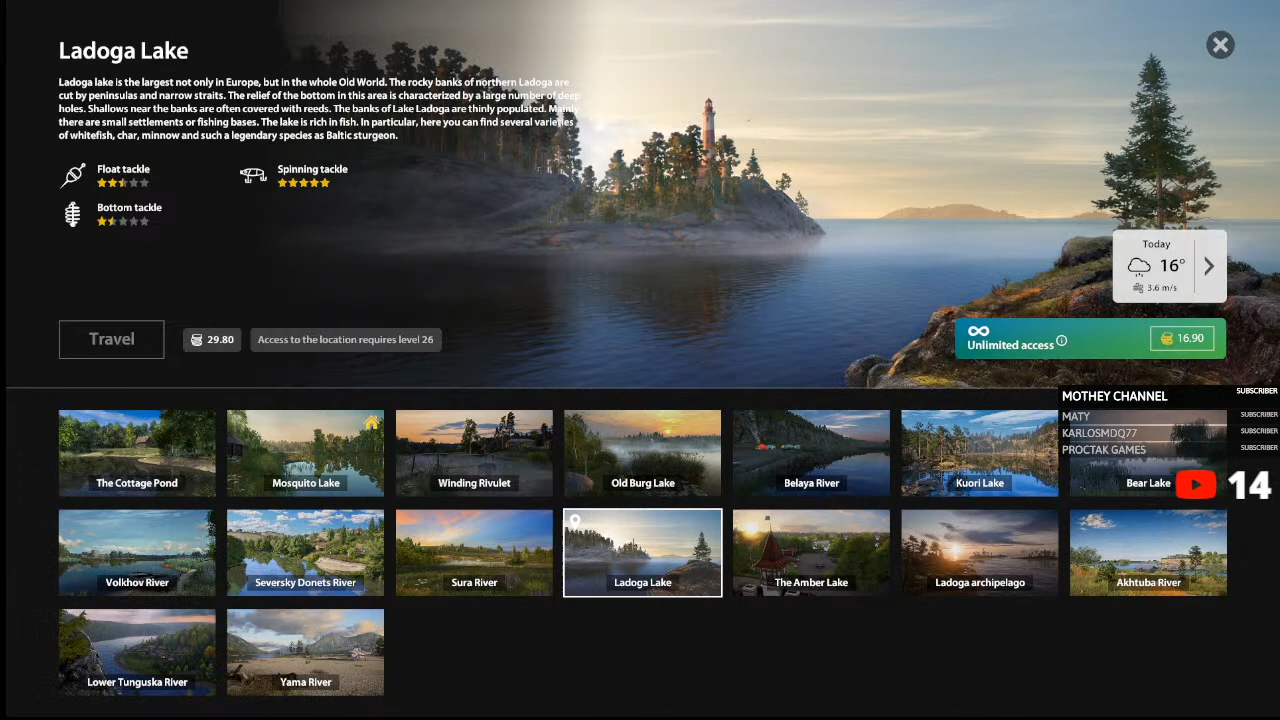 Ladoga Lake
Ladoga lake is the largest not only in Europe, but in the whole Old World. The rocky banks of northern Ladoga are
cut by peninsulas and narrow straits. The relief of the bottom in this area is characterized by a large number of deep
holes. Shallows near the banks are often covered with reeds. The banks of Lake Ladoga are thinly populated. Mainly
there are small settlements or fishing bases. The lake is rich in fish. In particular, here you can find several varieties
of whitefish, char, minnow and such a legendary species as Baltic sturgeon.
Float tackle
Spinning tackle
Bottom tackle
Today
16°
3.6 m/s
Travel
29.80
Access to the location requires level 26
Unlimited access
16.90
MOTHEY CHANNEL SUBSCRIBER
MATY SUBSCRIBER
KARLOSMDQ77 SUBSCRIBER
PROCTAK GAMES SUBSCRIBER
14
The Cottage Pond
Mosquito Lake
Winding Rivulet
Old Burg Lake
Belaya River
Kuori Lake
Bear Lake
Volkhov River
Seversky Donets River
Sura River
Ladoga Lake
The Amber Lake
Ladoga archipelago
Akhtuba River
Lower Tunguska River
Yama River